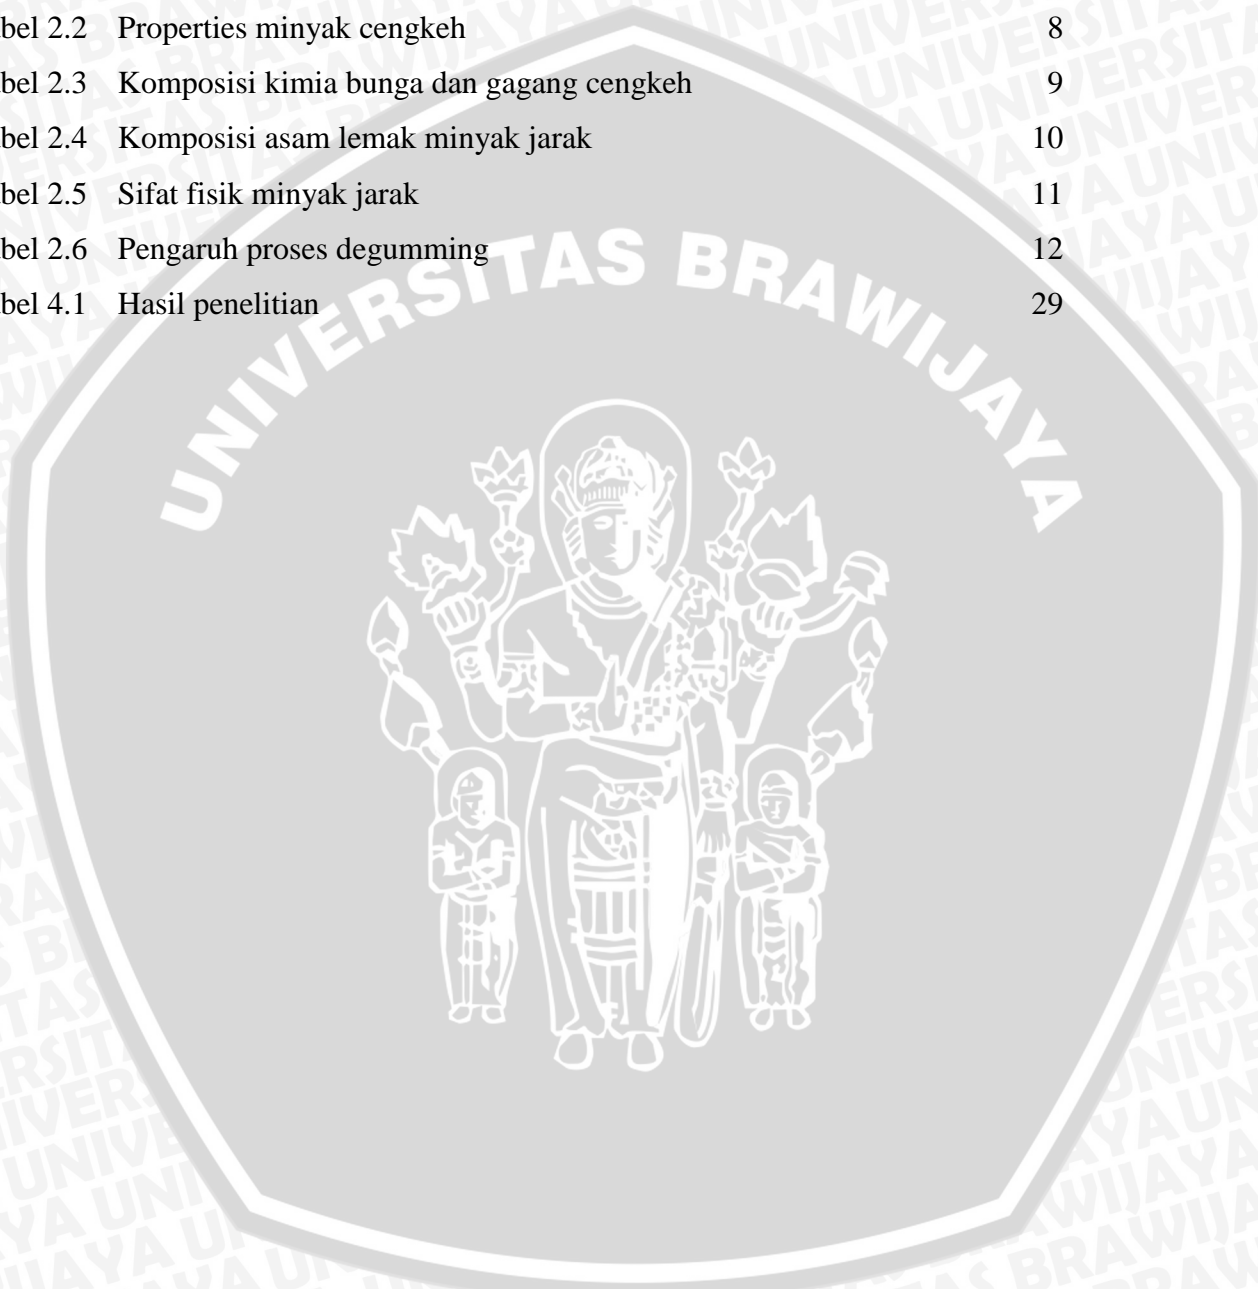 bel 2.2 Properties minyak cengkeh 8
bel 2.3 Komposisi kimia bunga dan gagang cengkeh 9
bel 2.4 Komposisi asam lemak minyak jarak 10
bel 2.5 Sifat fisik minyak jarak 11
bel 2.6 Pengaruh proses degumming 12
bel 4.1 Hasil penelitian 29
UNIVERSITAS BRAWIJAYA